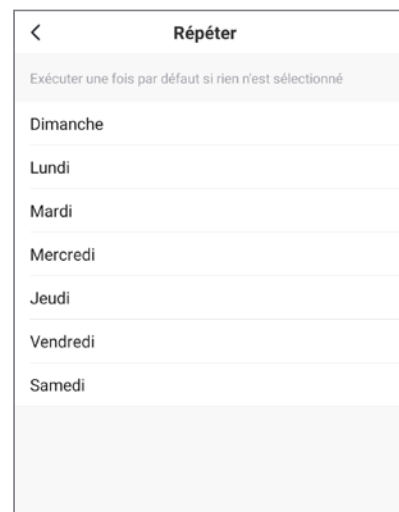 Répéter
Exécuter une fois par défaut si rien n'est sélectionné
Dimanche
Lundi
Mardi
Mercredi
Jeudi
Vendredi
Samedi